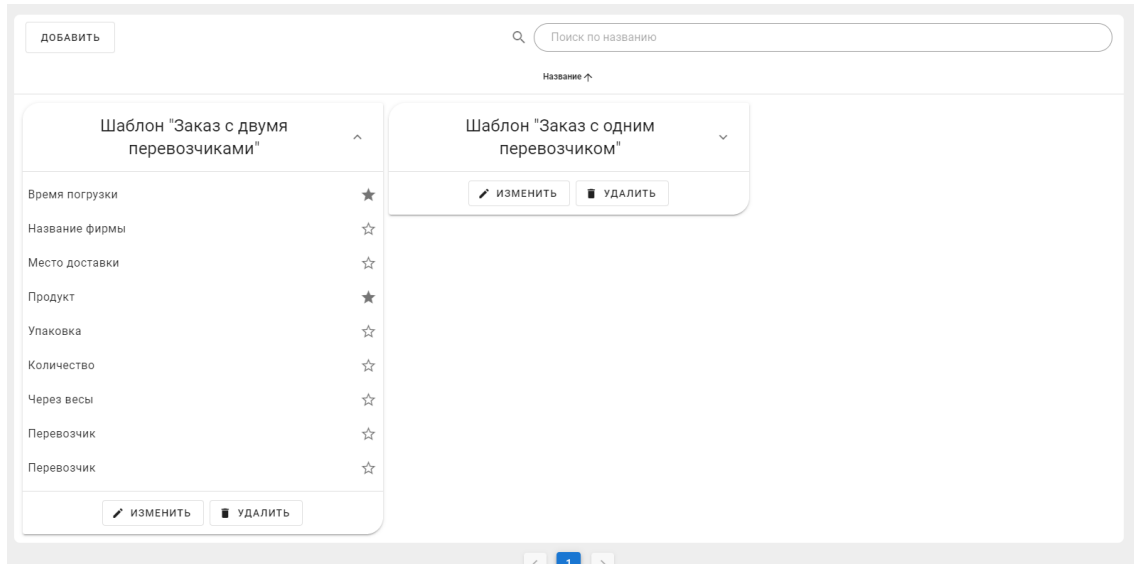 ДОБАВИТЬ
Поиск по названию
Название
Шаблон "Заказ с двумя
перевозчиками"
Время погрузки
Название фирмы
Место доставки
Продукт
Упаковка
Количество
Через весы
Перевозчик
Перевозчик
ИЗМЕНИТЬ УДАЛИТЬ
Шаблон "Заказ с одним
перевозчиком"
ИЗМЕНИТЬ УДАЛИТЬ
1